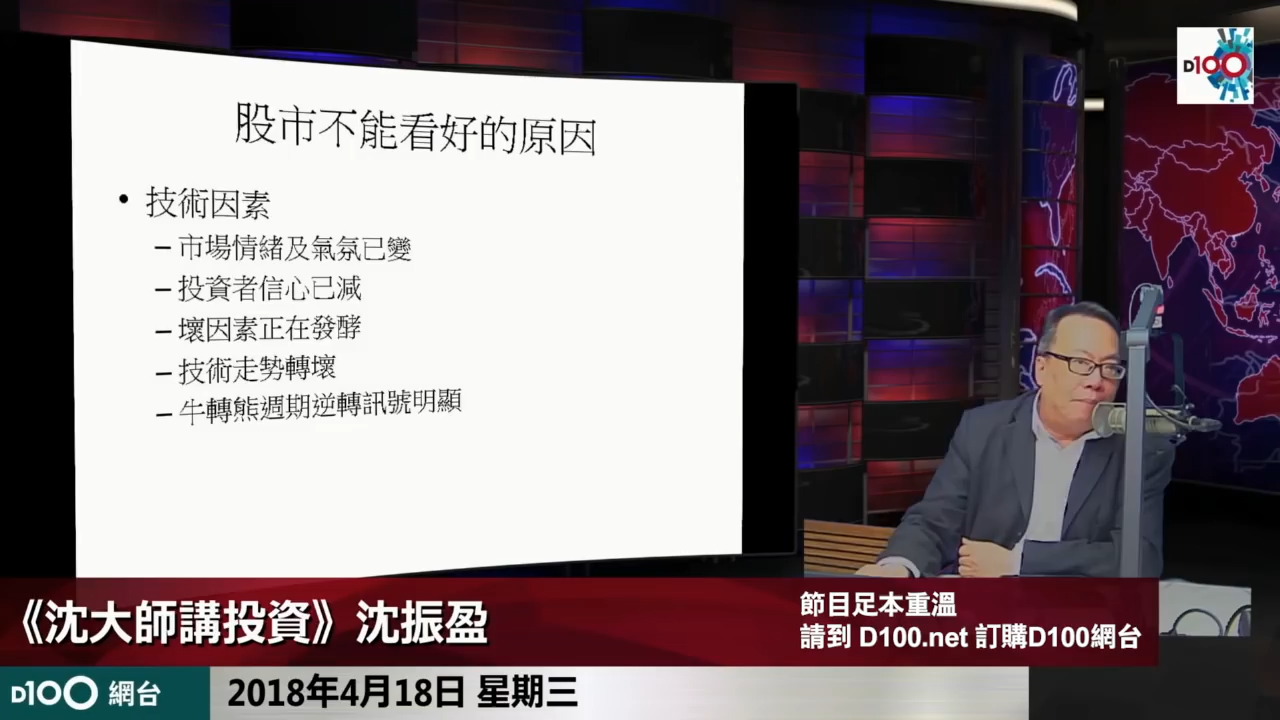 D100
股市不能看好的原因
• 技術因素
– 市場情緒及氣氛已變
– 投資者信心已減
– 壞因素正在發酵
– 技術走勢轉壞
– 牛轉熊週期逆轉訊號明顯
《沈大師講投資》沈振盈
節目足本重溫
請到 D100.net 訂購D100網台
D100 網台
2018年4月18日 星期三